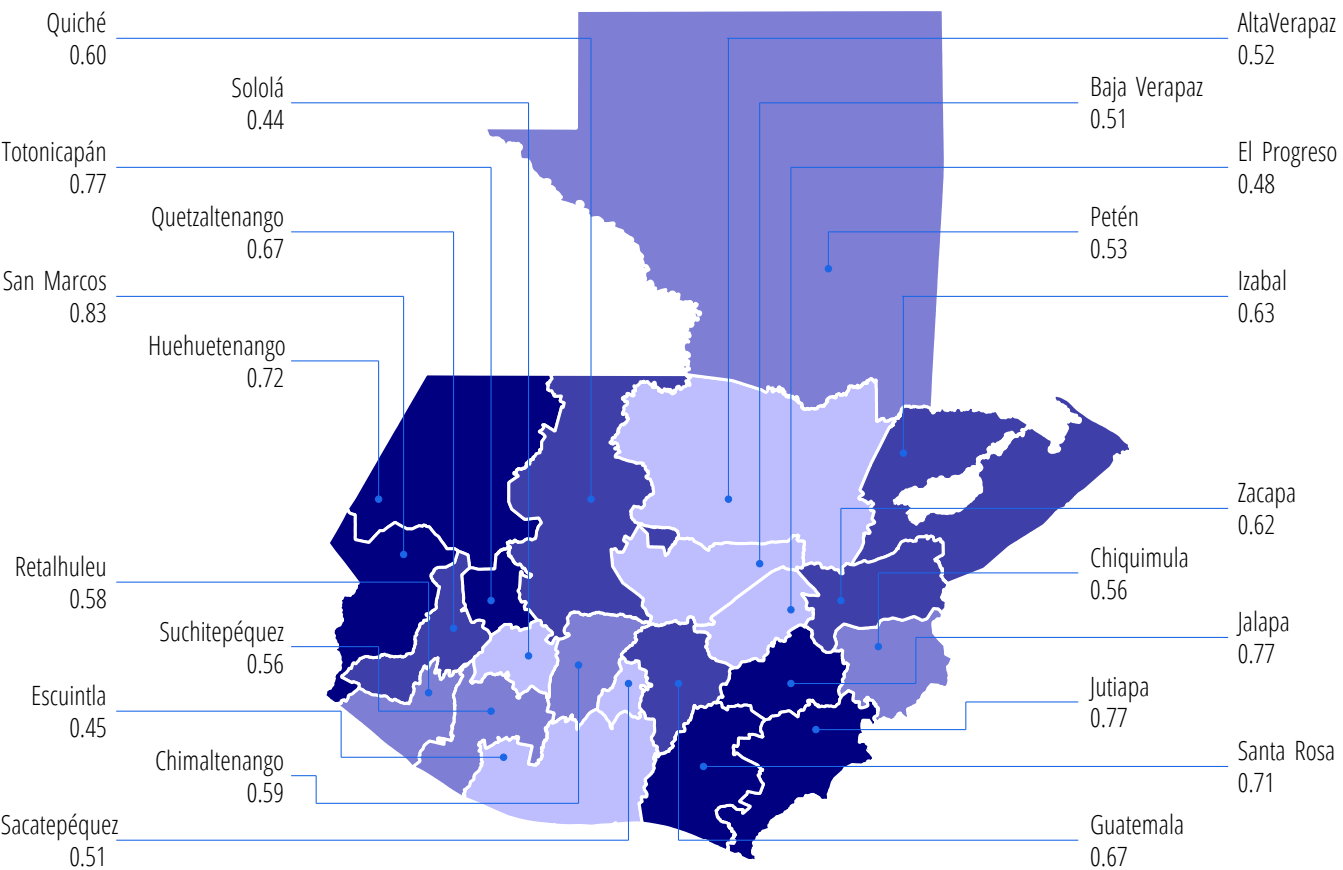 Quiché
0.60
Sololá
0.44
Totonicapán
0.77
Quetzaltenango
0.67
San Marcos
0.83
Huehuetenango
0.72
Retalhuleu
0.58
Suchitepéquez
0.56
Escuintla
0.45
Chimaltenango
0.59
Sacatepéquez
0.51
AltaVerapaz
0.52
Baja Verapaz
0.51
El Progreso
0.48
Petén
0.53
Izabal
0.63
Zacapa
0.62
Chiquimula
0.56
Jalapa
0.77
Jutiapa
0.77
Santa Rosa
0.71
Guatemala
0.67